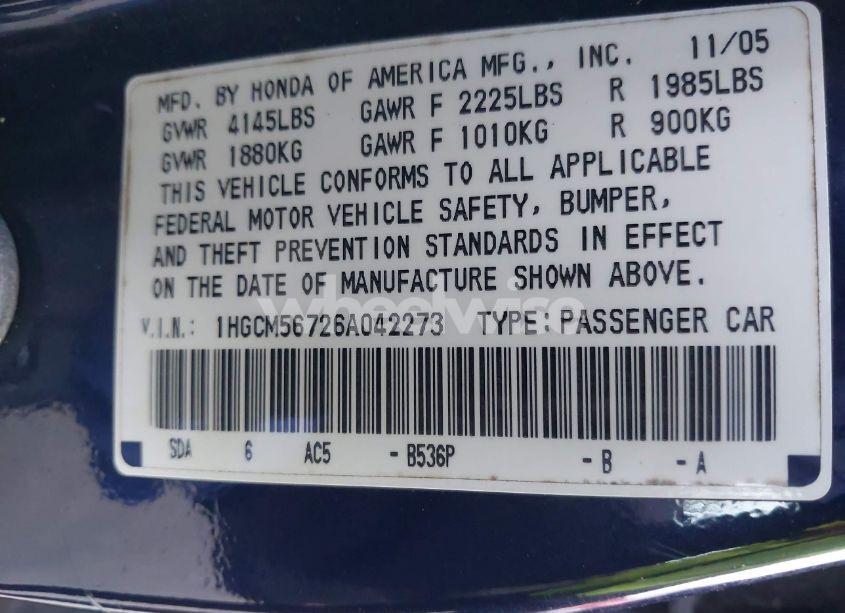 MFD. BY HONDA OF AMERICA MFG., INC. 11/05
GVWR 4145LBS GAWR F 2225LBS R 1985LBS
GVWR 1880KG GAWR F 1010KG R 900KG
THIS VEHICLE CONFORMS TO ALL APPLICABLE
FEDERAL MOTOR VEHICLE SAFETY, BUMPER,
AND THEFT PREVENTION STANDARDS IN EFFECT
ON THE DATE OF MANUFACTURE SHOWN ABOVE.
wheelwise
V.I.N.: 1HGCM56726A042273 TYPE: PASSENGER CAR
SDA 6 AC5 - B536P - B - A